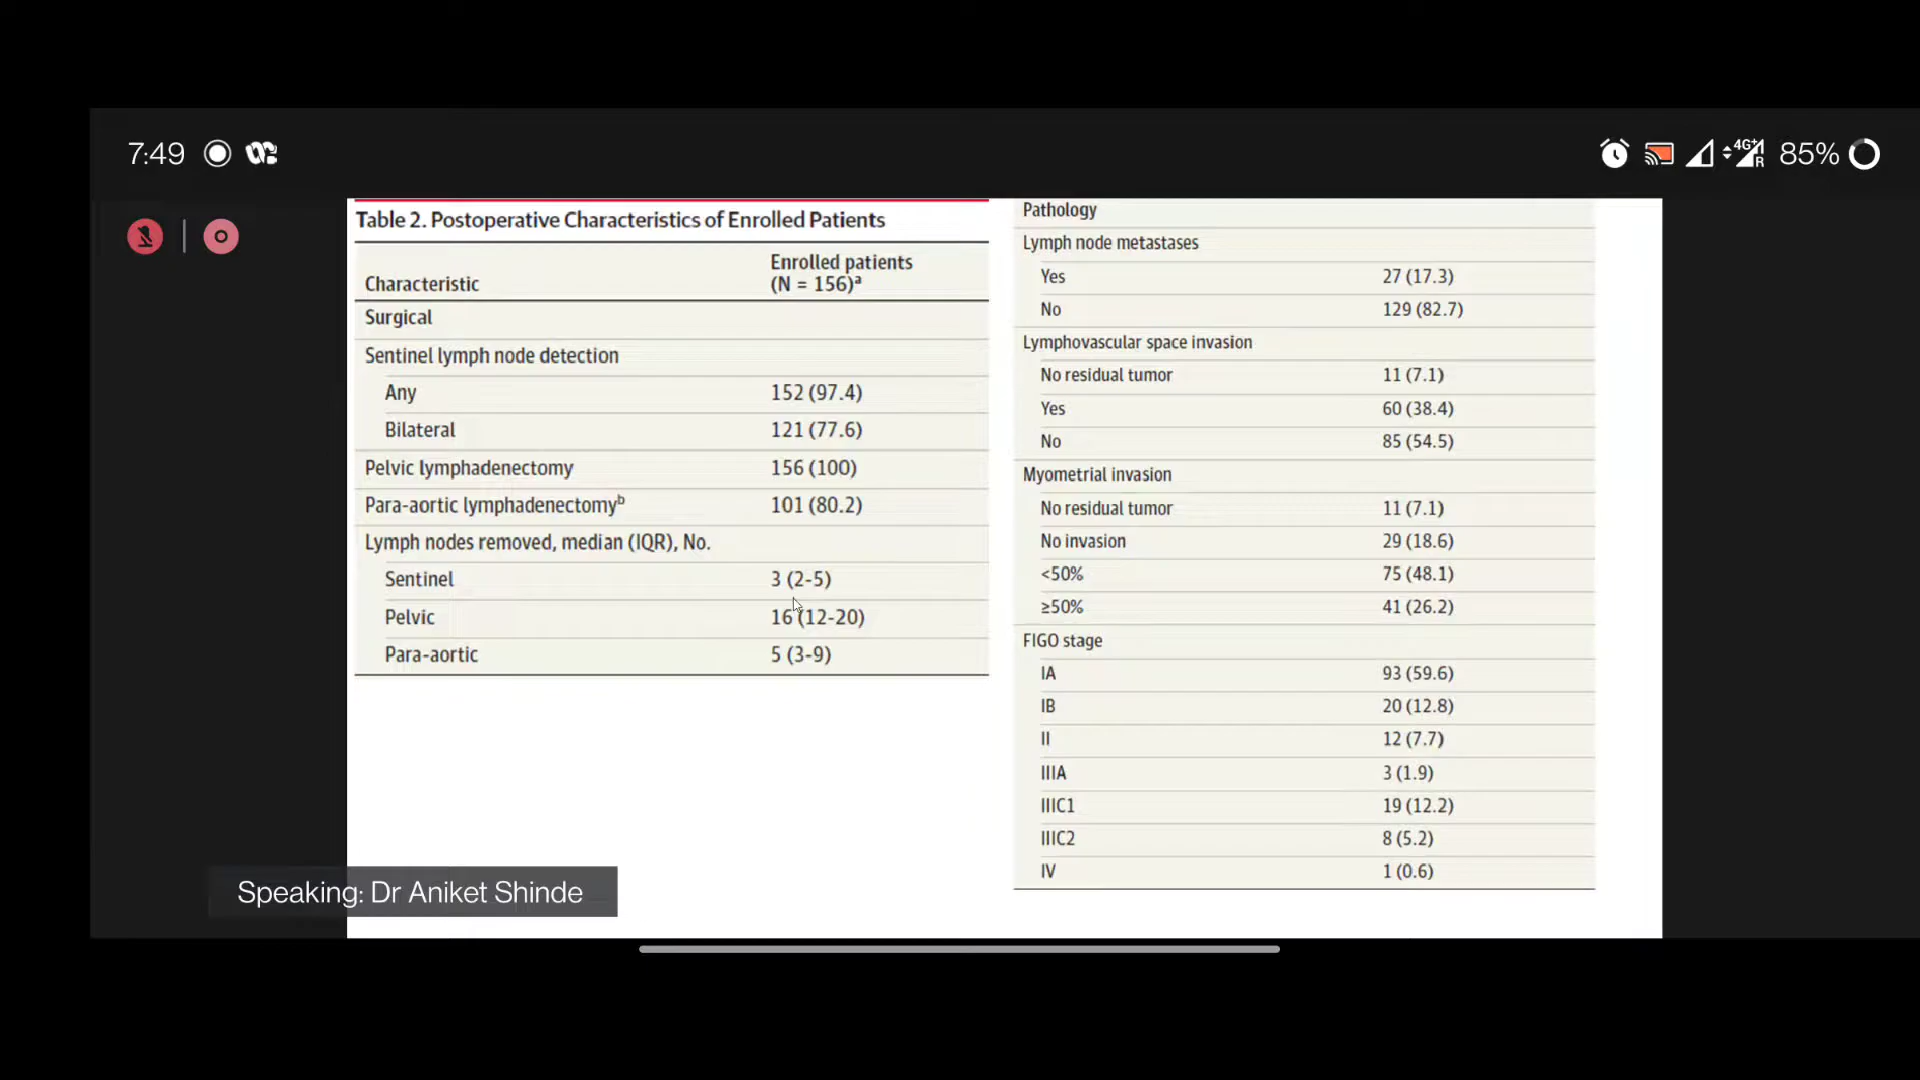 7:49
4G+
R
85%
Table 2. Postoperative Characteristics of Enrolled Patients
Characteristic
Enrolled patients
(N = 156)ᵃ
Surgical
Sentinel lymph node detection
Any 152 (97.4)
Bilateral 121 (77.6)
Pelvic lymphadenectomy 156 (100)
Para-aortic lymphadenectomyᵇ 101 (80.2)
Lymph nodes removed, median (IQR), No.
Sentinel 3 (2-5)
Pelvic 16 (12-20)
Para-aortic 5 (3-9)
Pathology
Lymph node metastases
Yes 27 (17.3)
No 129 (82.7)
Lymphovascular space invasion
No residual tumor 11 (7.1)
Yes 60 (38.4)
No 85 (54.5)
Myometrial invasion
No residual tumor 11 (7.1)
No invasion 29 (18.6)
<50% 75 (48.1)
≥50% 41 (26.2)
FIGO stage
IA 93 (59.6)
IB 20 (12.8)
II 12 (7.7)
IIIA 3 (1.9)
IIIC1 19 (12.2)
IIIC2 8 (5.2)
IV 1 (0.6)
Speaking: Dr Aniket Shinde